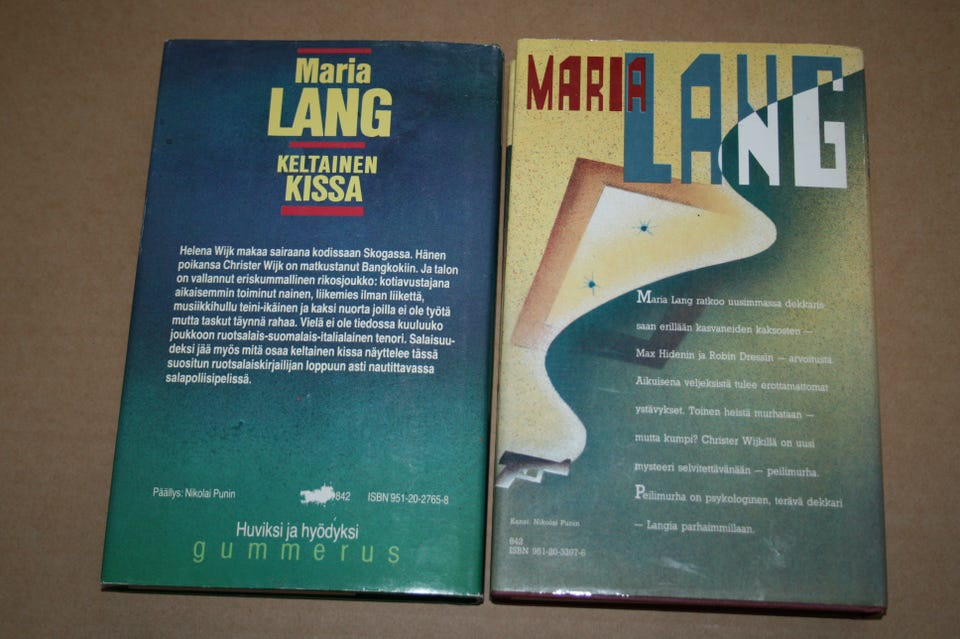 Maria
LANG
KELTAINEN
KISSA
Helena Wijk makaa sairaana kodissaan Skogassa. Hänen
poikansa Christer Wijk on matkustanut Bangkokiin. Ja talon
on vallannut eriskummallinen rikosjoukko: kotiavustajana
aikaisemmin toiminut nainen, liikemies ilman liikettä,
musiikkihullu teini-ikäinen ja kaksi nuorta joilla ei ole työtä
mutta taskut täynnä rahaa. Vielä ei ole tiedossa kuuluuko
joukkoon ruotsalais-suomalais-italialainen tenori. Salaisuu-
deksi jää myös mitä osaa keltainen kissa näyttelee tässä
suositun ruotsalaiskirjailijan loppuun asti nautittavassa
salapoliisipelissä.
Päällys: Nikolai Punin
842
ISBN 951-20-2765-8
Huviksi ja hyödyksi
gummerus
MARIA LANG
Maria Lang ratkoo uusimmassa dekkaris-
saan erillään kasvaneiden kaksosten —
Max Hidenin ja Robin Dressin — arvoitusta.
Aikuisena veljeksistä tulee erottamattomat
ystävykset. Toinen heistä murhataan —
mutta kumpi? Christer Wijkillä on uusi
mysteeri selvitettävänään — peilimurha.
Peilimurha on psykologinen, terävä dekkari
— Langia parhaimmillaan.
Kansi: Nikolai Punin
842
ISBN 951-20-3397-6